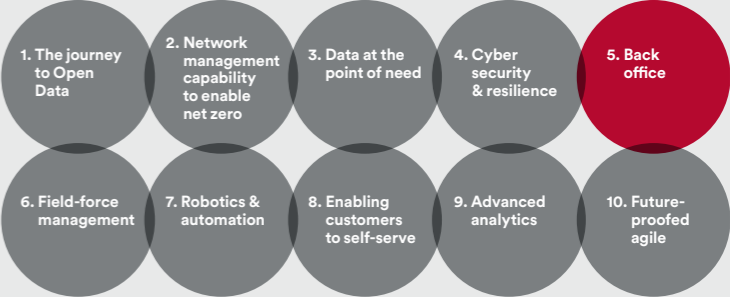 1. The journey
to Open
Data
2. Network
management
capability
to enable
net zero
3. Data at the
point of need
4. Cyber
security
& resilience
5. Back
office
6. Field-force
management
7. Robotics &
automation
8. Enabling
customers
to self-serve
9. Advanced
analytics
10. Future-
proofed
agile